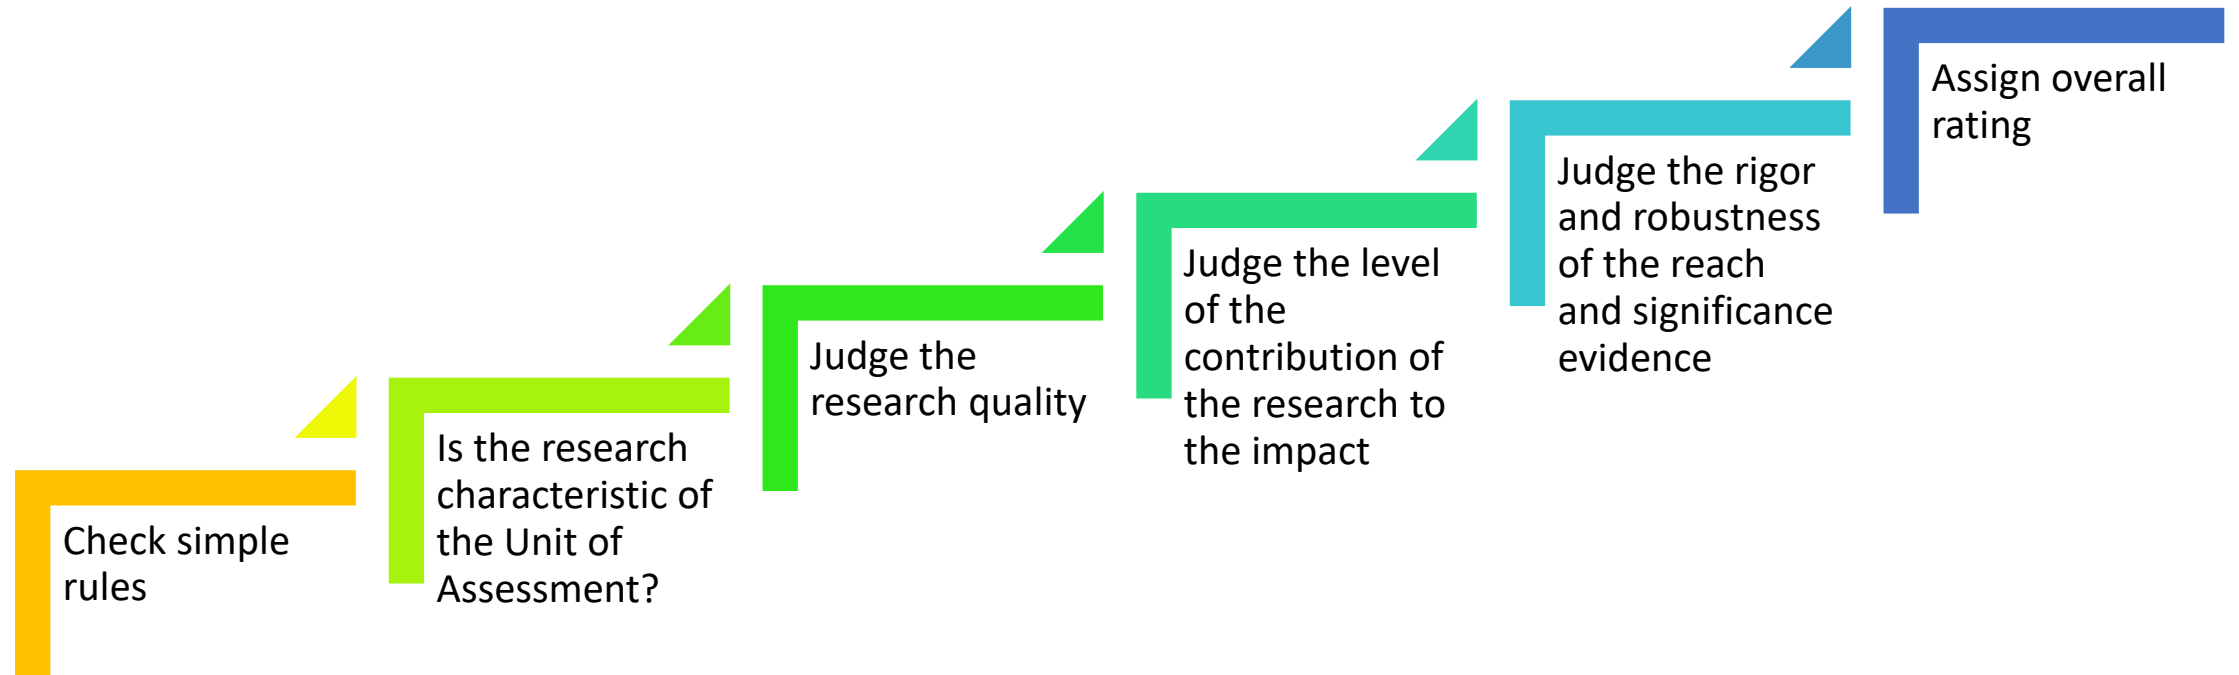 Check simple
rules
Is the research
characteristic of
the Unit of
Assessment?
Judge the
research quality
Judge the level
of the
contribution of
the research to
the impact
Judge the rigor
and robustness
of the reach
and significance
evidence
Assign overall
rating